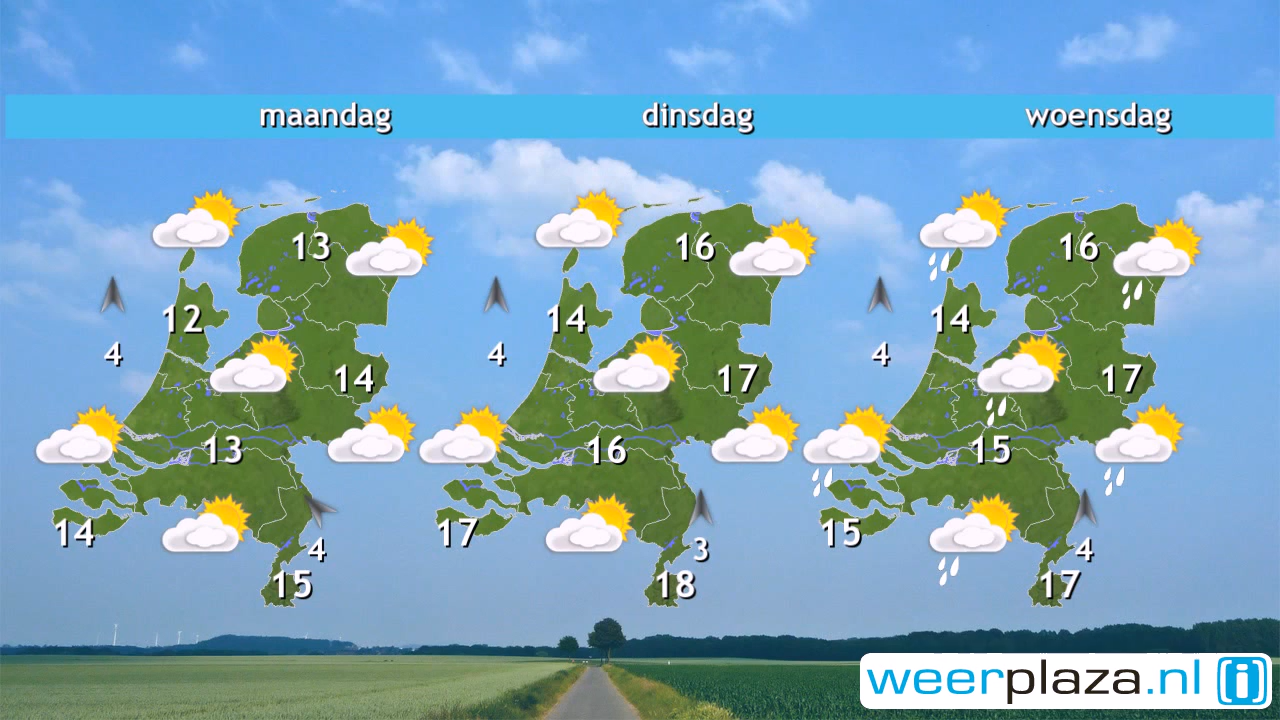 maandag dinsdag woensdag
13 16 16
12 14 14
4 4 4
14 17 17
13 16 15
14 17 15
4 3 4
15 18 17
weerplaza.nl i